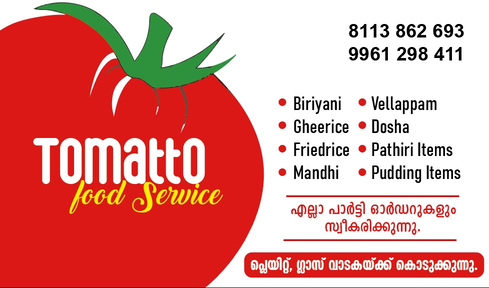 8113 862 693
9961 298 411
Tomatto
food Service
• Biriyani
• Gheerice
• Friedrice
• Mandhi
• Vellappam
• Dosha
• Pathiri Items
• Pudding Items
എല്ലാ പാർട്ടി ഓർഡറുകളും
സ്വീകരിക്കുന്നു.
പ്ലെയിറ്റ്, ഗ്ലാസ് വാടകയ്ക്ക് കൊടുക്കുന്നു.